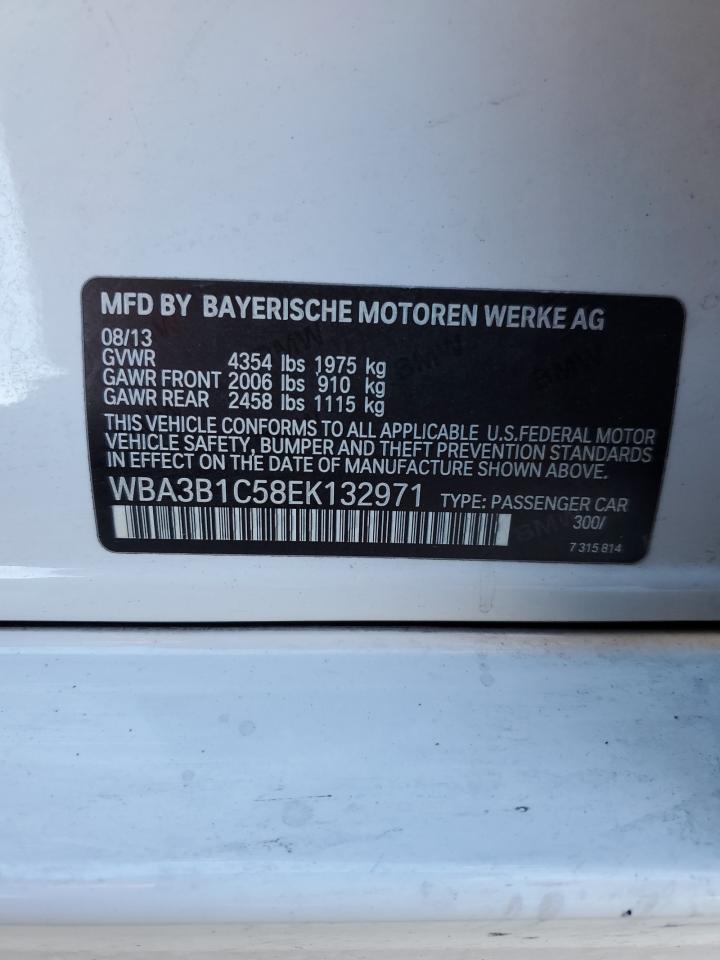 MFD BY BAYERISCHE MOTOREN WERKE AG
08/13
GVWR 4354 lbs 1975 kg
GAWR FRONT 2006 lbs 910 kg
GAWR REAR 2458 lbs 1115 kg
THIS VEHICLE CONFORMS TO ALL APPLICABLE U.S.FEDERAL MOTOR
VEHICLE SAFETY, BUMPER AND THEFT PREVENTION STANDARDS
IN EFFECT ON THE DATE OF MANUFACTURE SHOWN ABOVE.
WBA3B1C58EK132971 TYPE: PASSENGER CAR
300/
7 315 814